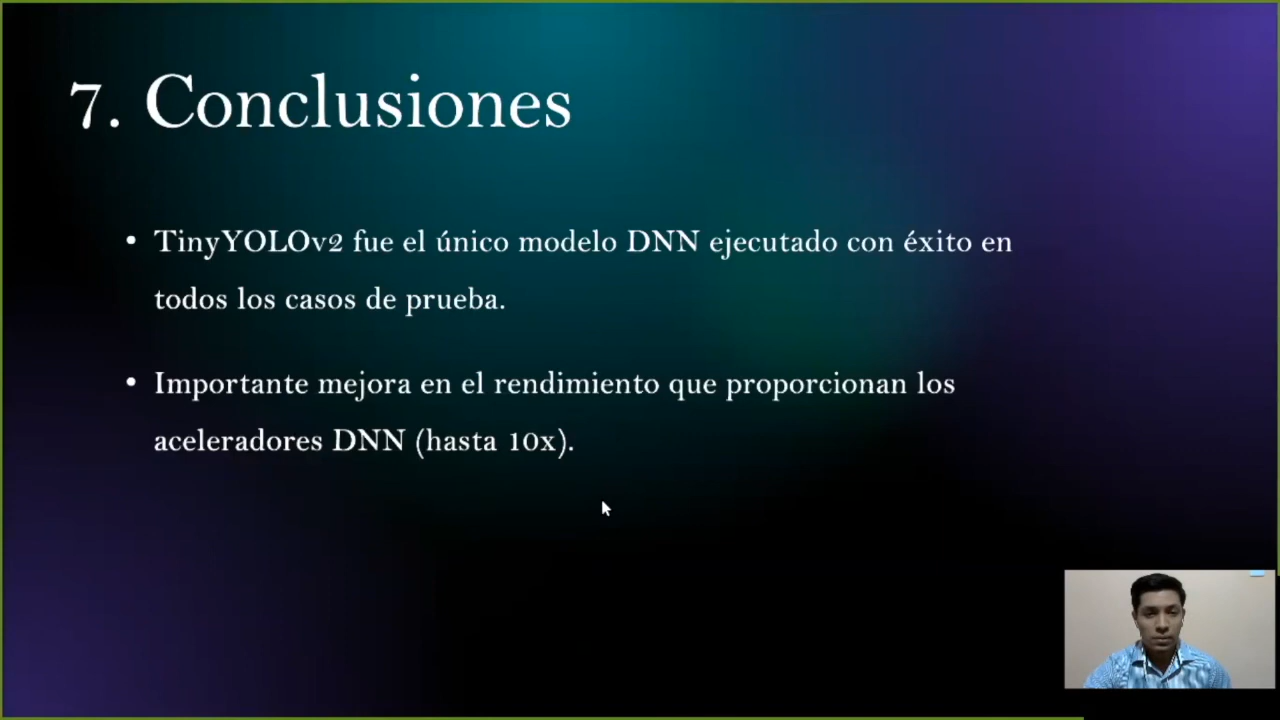 7. Conclusiones
• TinyYOLOv2 fue el único modelo DNN ejecutado con éxito en
todos los casos de prueba.
• Importante mejora en el rendimiento que proporcionan los
aceleradores DNN (hasta 10x).